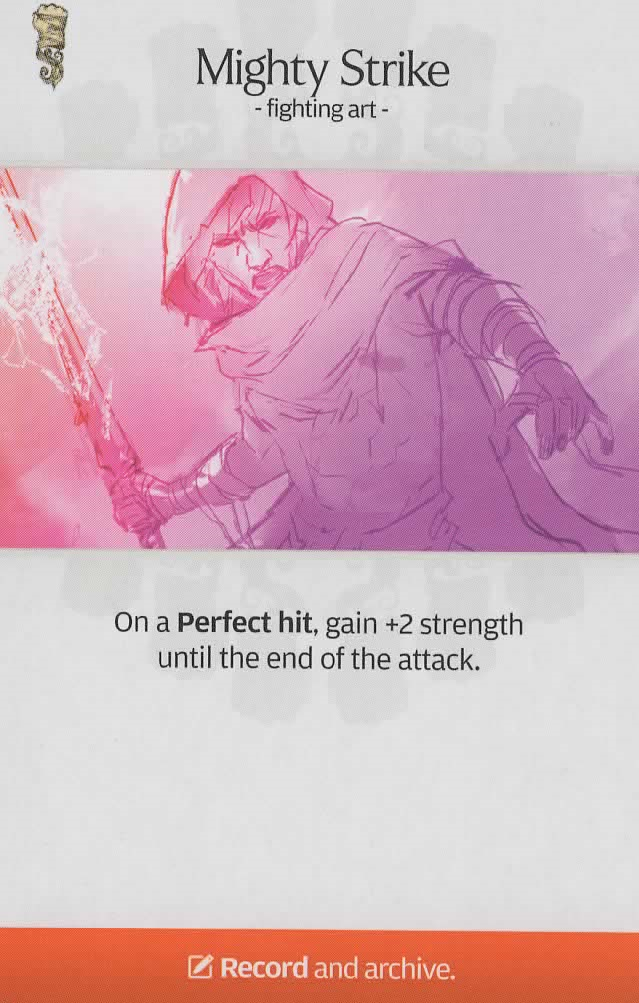 Mighty Strike
- fighting art -
On a Perfect hit, gain +2 strength
until the end of the attack.
Record and archive.